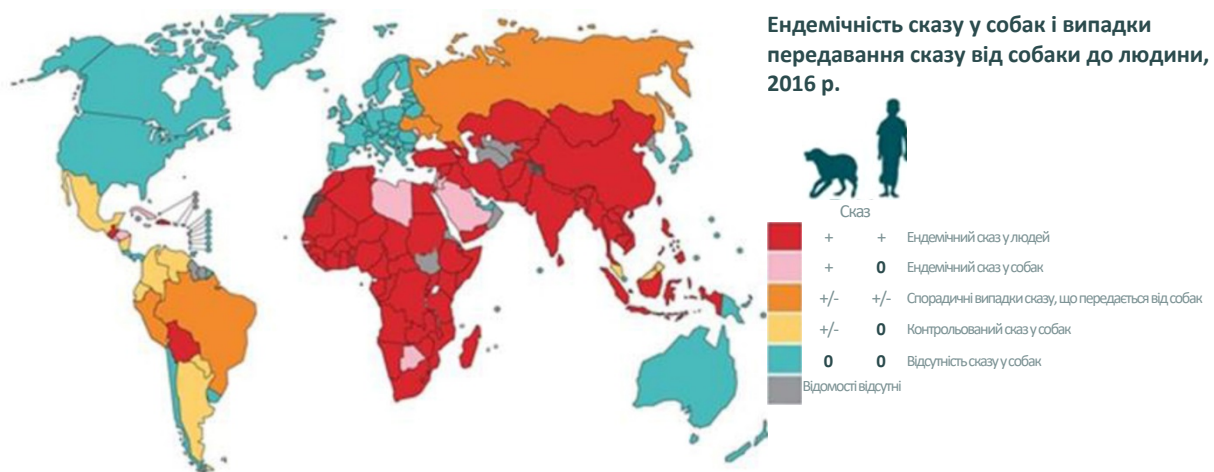 Ендемічність сказу у собак і випадки
передавання сказу від собаки до людини,
2016 р.
Сказ
+ + Ендемічний сказ у людей
+ 0 Ендемічний сказ у собак
+/- +/- Спорадичні випадки сказу, що передається від собак
+/- 0 Контрольований сказ у собак
0 0 Відсутність сказу у собак
Відомості відсутні